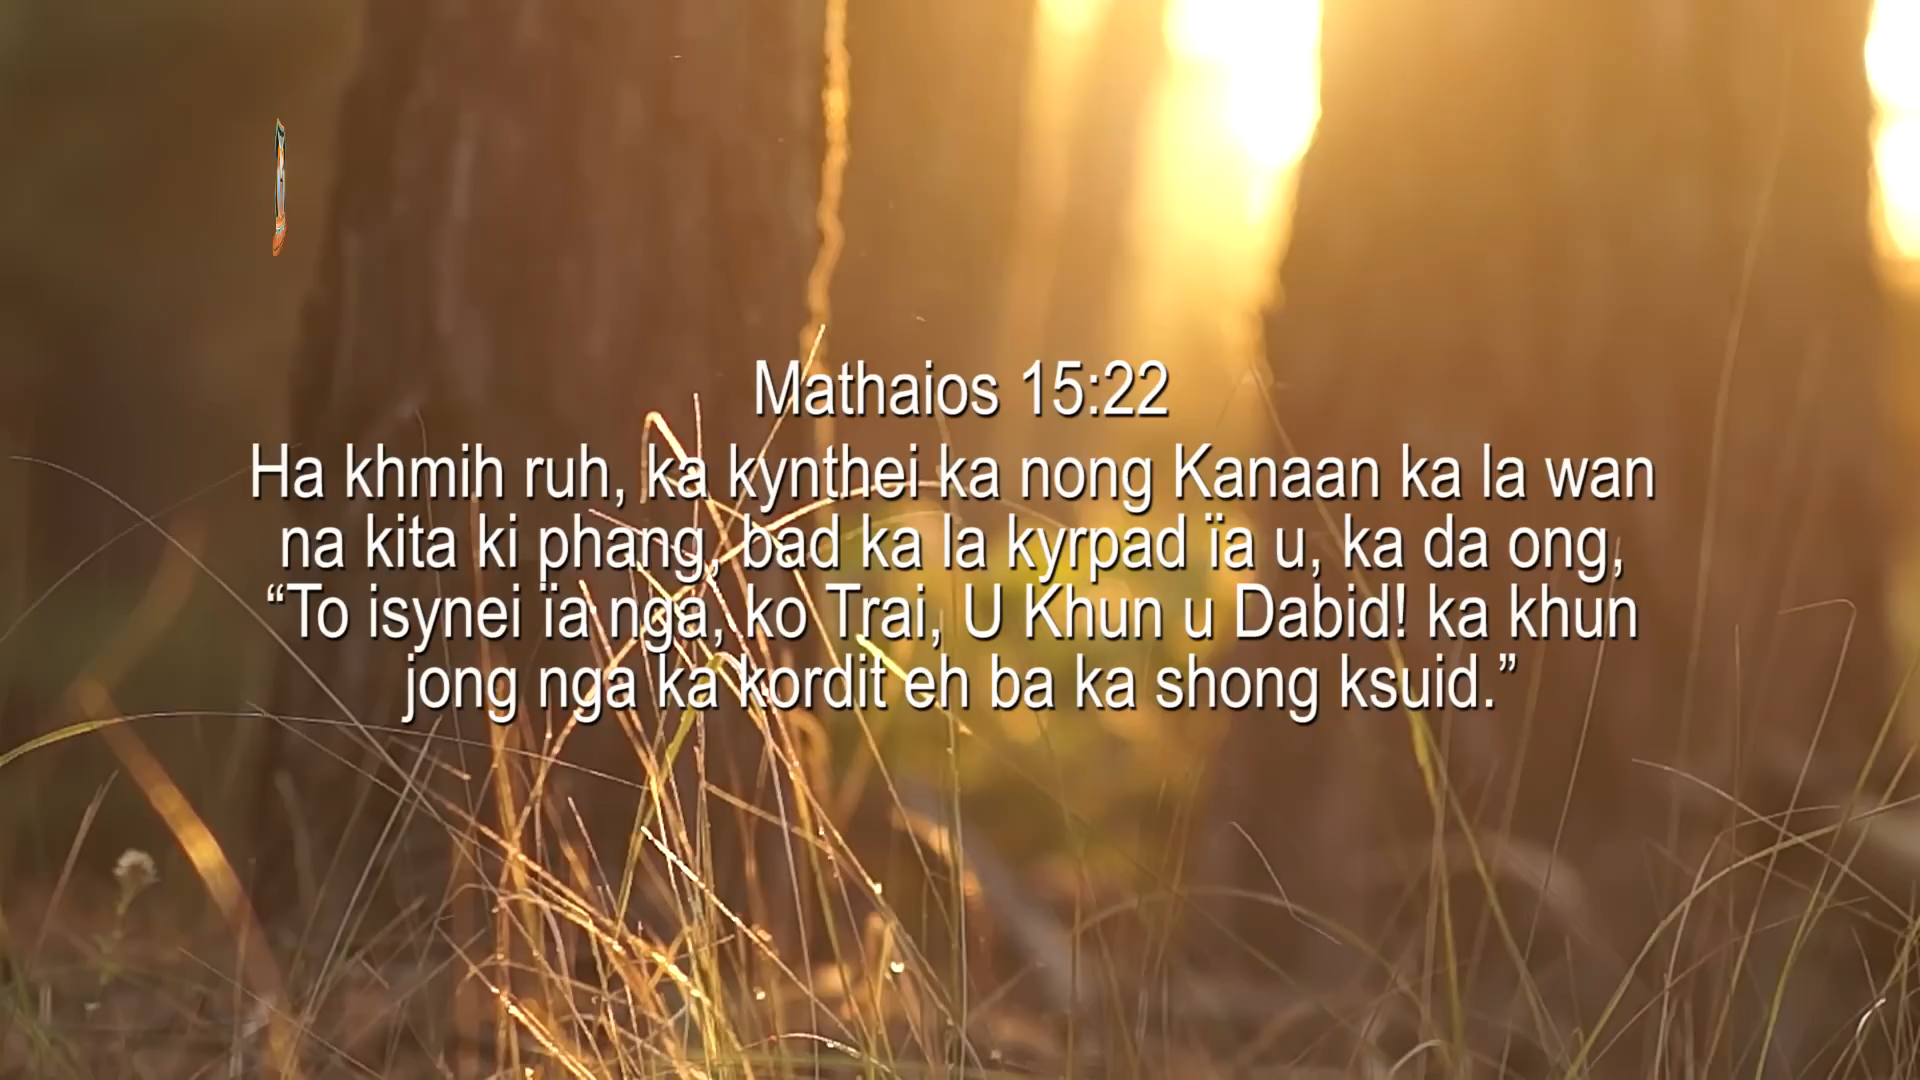 Mathaios 15:22
Ha khmih ruh, ka kynthei ka nong Kanaan ka la wan
na kita ki phang, bad ka la kyrpad ïa u, ka da ong,
“To isynei ïa nga, ko Trai, U Khun u Dabid! ka khun
jong nga ka kordit eh ba ka shong ksuid.”